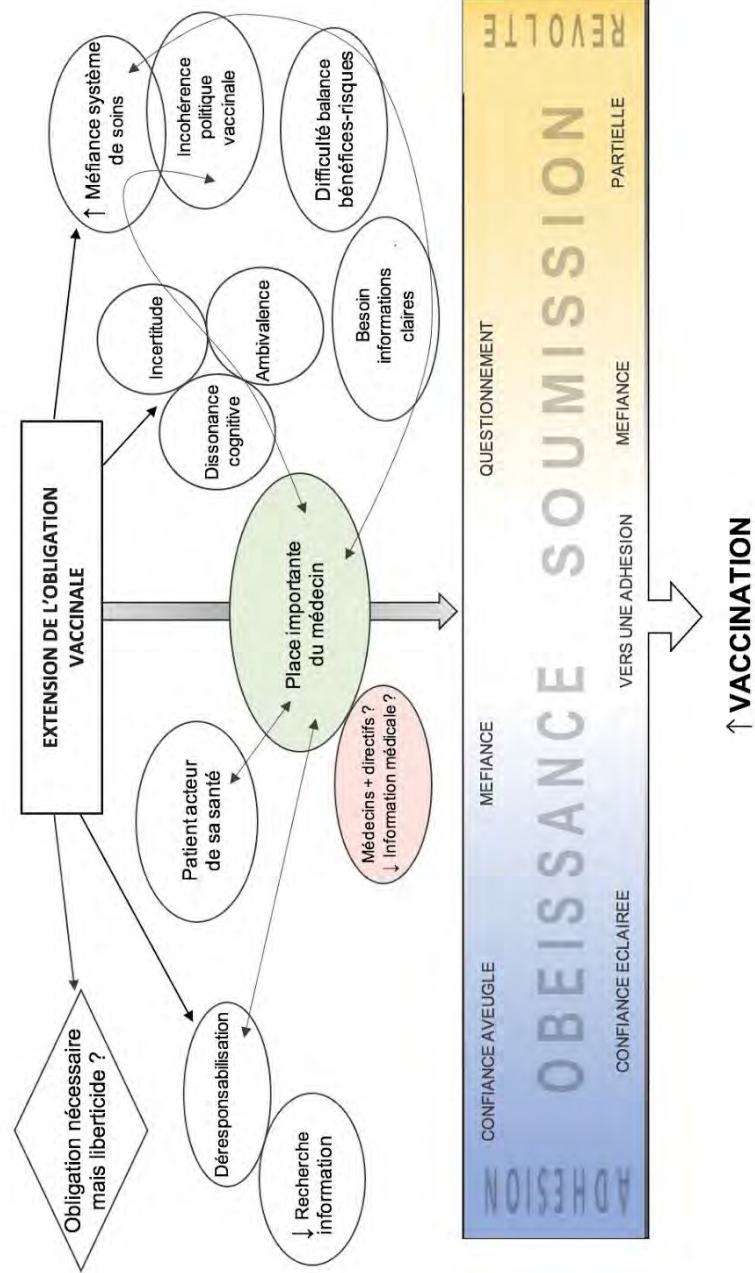 EXTENSION DE L'OBLIGATION
VACCINALE
Obligation nécessaire
mais liberticide ?
Déresponsabilisation
↓ Recherche
information
Patient acteur
de sa santé
Place importante
du médecin
Médecins + directifs ?
↓ Information médicale ?
Incertitude
Dissonance
cognitive
Ambivalence
↑ Méfiance système
de soins
Incohérence
politique
vaccinale
Difficulté balance
bénéfices-risques
Besoin
informations
claires
ADHESION
CONFIANCE AVEUGLE
MEFIANCE
QUESTIONNEMENT
OBEISSANCE SOUMISSION
CONFIANCE ECLAIREE
VERS UNE ADHESION
MEFIANCE
PARTIELLE
REVOLTE
↑ VACCINATION